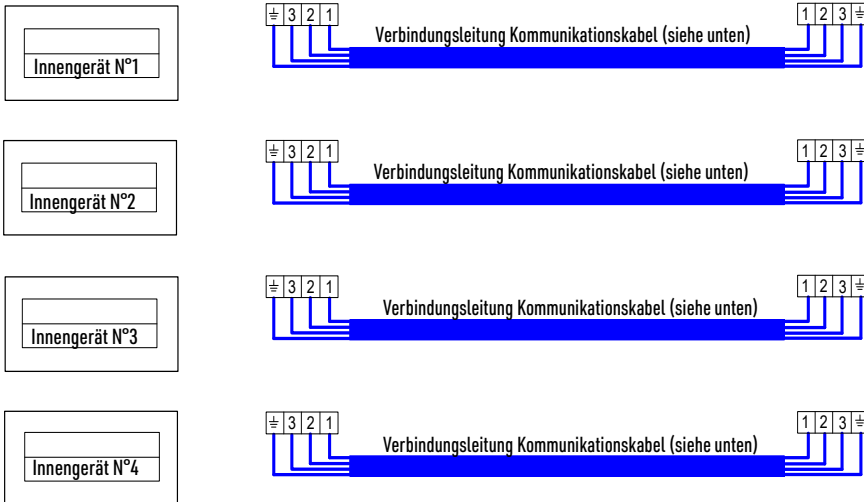 ⏚ 3 2 1 Verbindungsleitung Kommunikationskabel (siehe unten) 1 2 3 ⏚
Innengerät N°1
⏚ 3 2 1 Verbindungsleitung Kommunikationskabel (siehe unten) 1 2 3 ⏚
Innengerät N°2
⏚ 3 2 1 Verbindungsleitung Kommunikationskabel (siehe unten) 1 2 3 ⏚
Innengerät N°3
⏚ 3 2 1 Verbindungsleitung Kommunikationskabel (siehe unten) 1 2 3 ⏚
Innengerät N°4